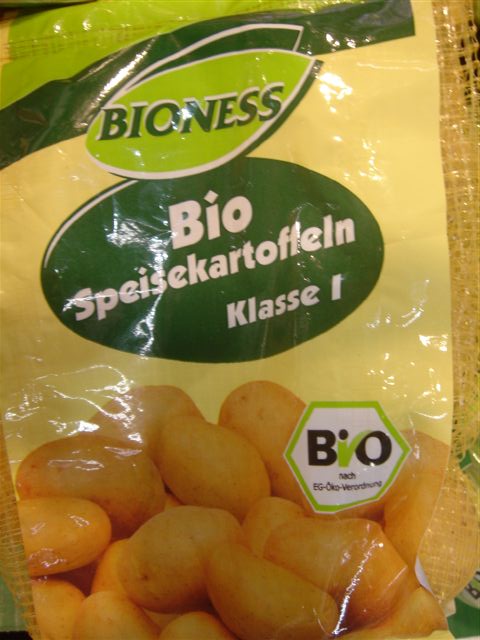 BIONESS
Bio
Speisekartoffeln
Klasse I
BIO
nach
EG-Öko-Verordnung